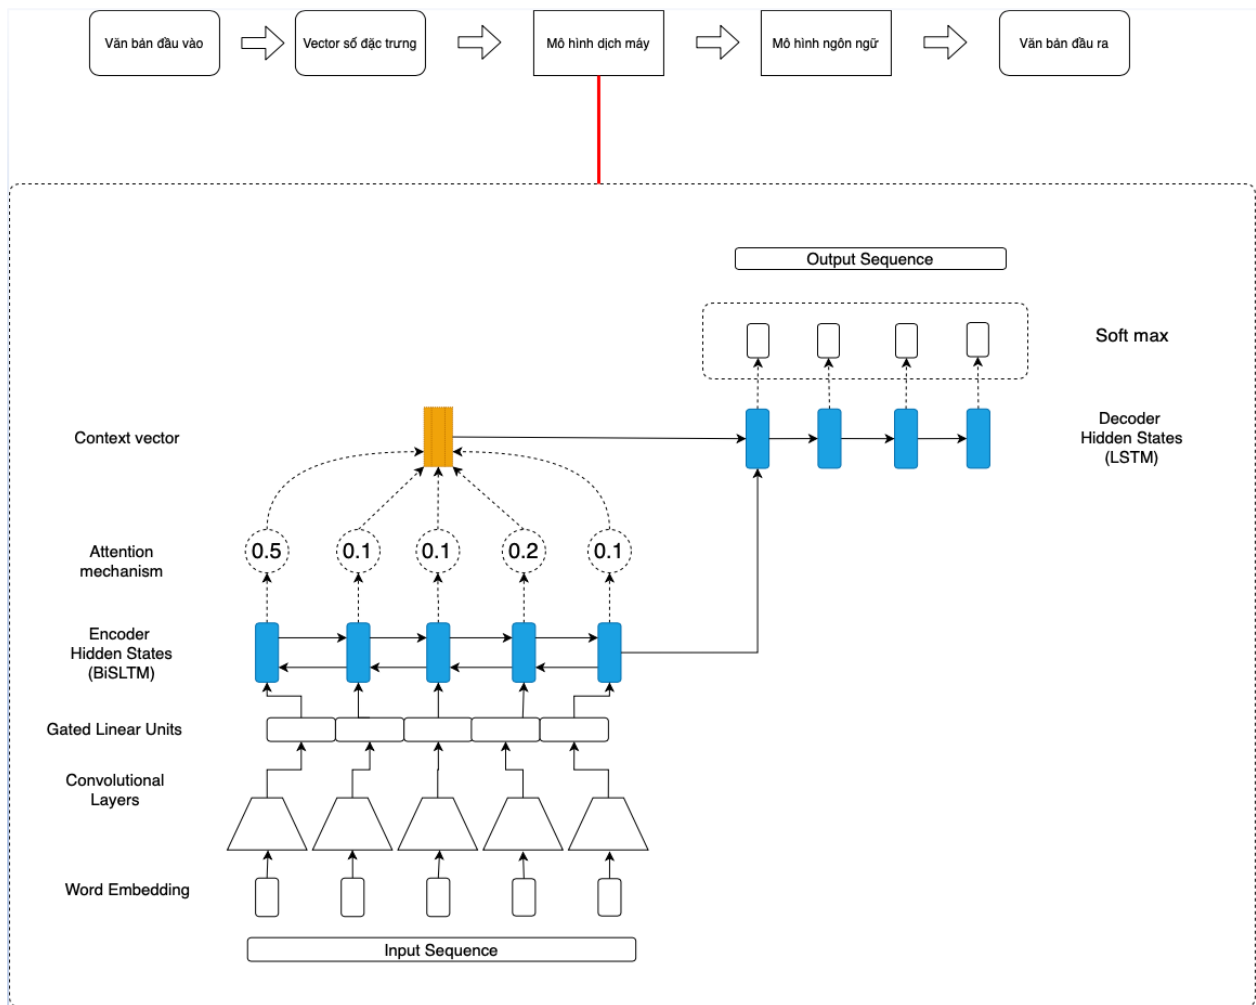 Văn bản đầu vào
Vector số đặc trưng
Mô hình dịch máy
Mô hình ngôn ngữ
Văn bản đầu ra
Output Sequence
Soft max
Context vector
Decoder
Hidden States
(LSTM)
Attention
mechanism
0.5
0.1
0.1
0.2
0.1
Encoder
Hidden States
(BiSLTM)
Gated Linear Units
Convolutional
Layers
Word Embedding
Input Sequence